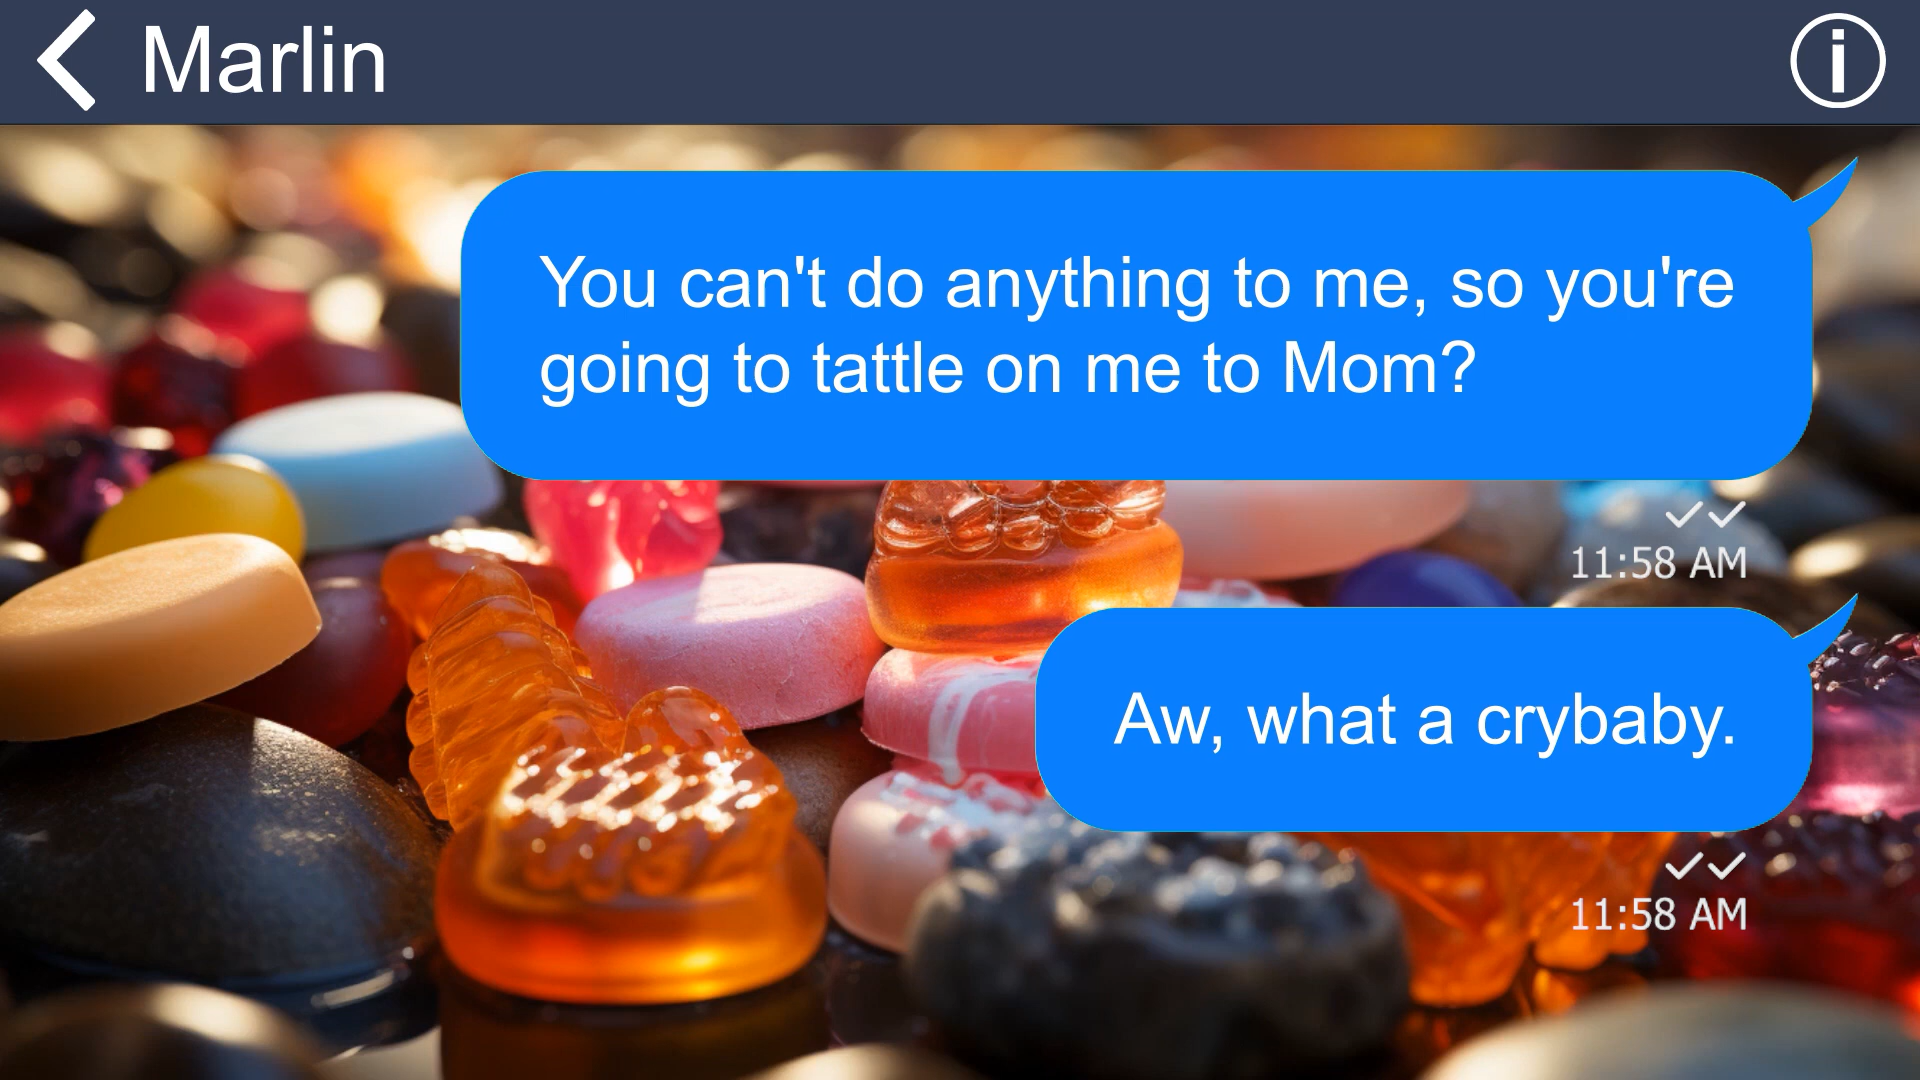 Marlin
You can't do anything to me, so you're
going to tattle on me to Mom?
11:58 AM
Aw, what a crybaby.
11:58 AM